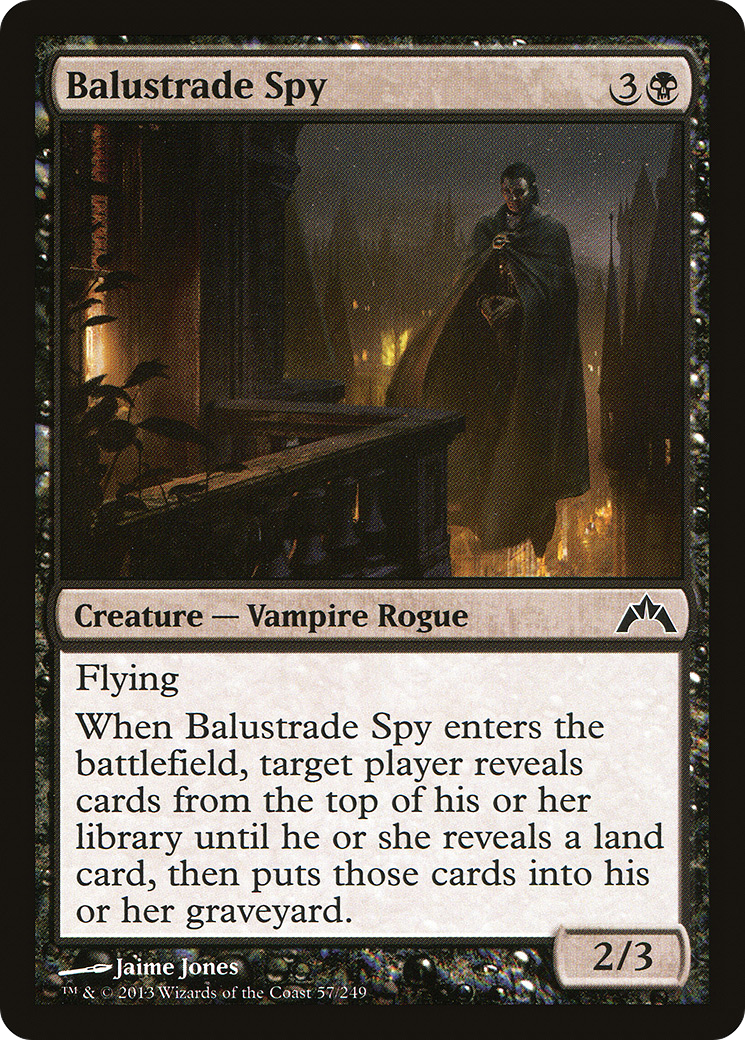 Balustrade Spy 3
Creature — Vampire Rogue
Flying
When Balustrade Spy enters the
battlefield, target player reveals
cards from the top of his or her
library until he or she reveals a land
card, then puts those cards into his
or her graveyard.
2/3
Jaime Jones
™ & © 2013 Wizards of the Coast 57/249